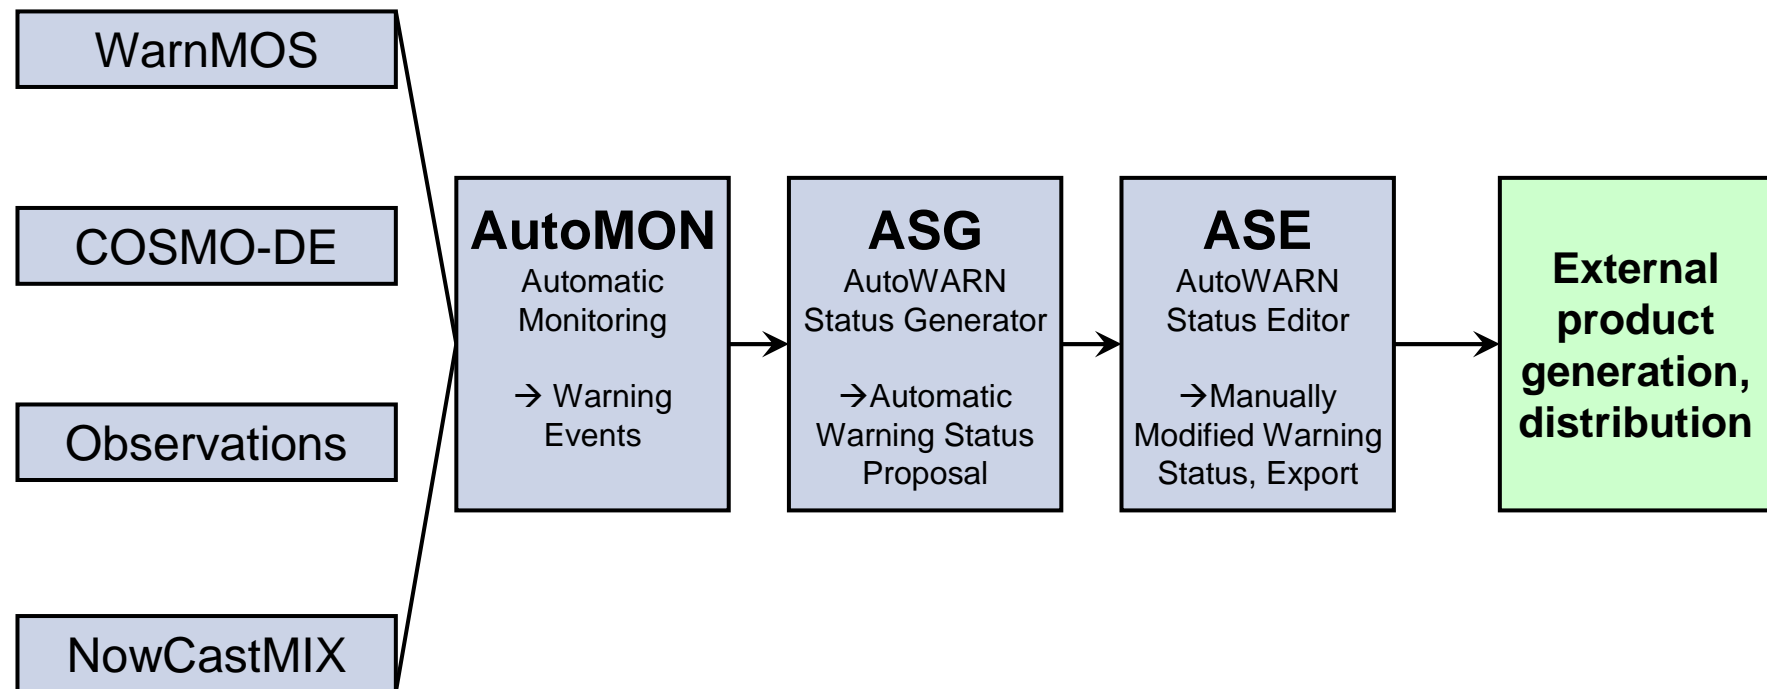 WarnMOS
COSMO-DE
Observations
NowCastMIX
AutoMON
Automatic
Monitoring
→ Warning
Events
ASG
AutoWARN
Status Generator
→Automatic
Warning Status
Proposal
ASE
AutoWARN
Status Editor
→Manually
Modified Warning
Status, Export
External
product
generation,
distribution